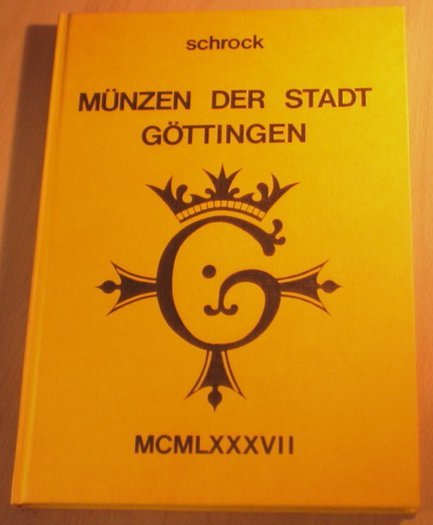 schrock
MÜNZEN DER STADT
GÖTTINGEN
G
MCMLXXXVII